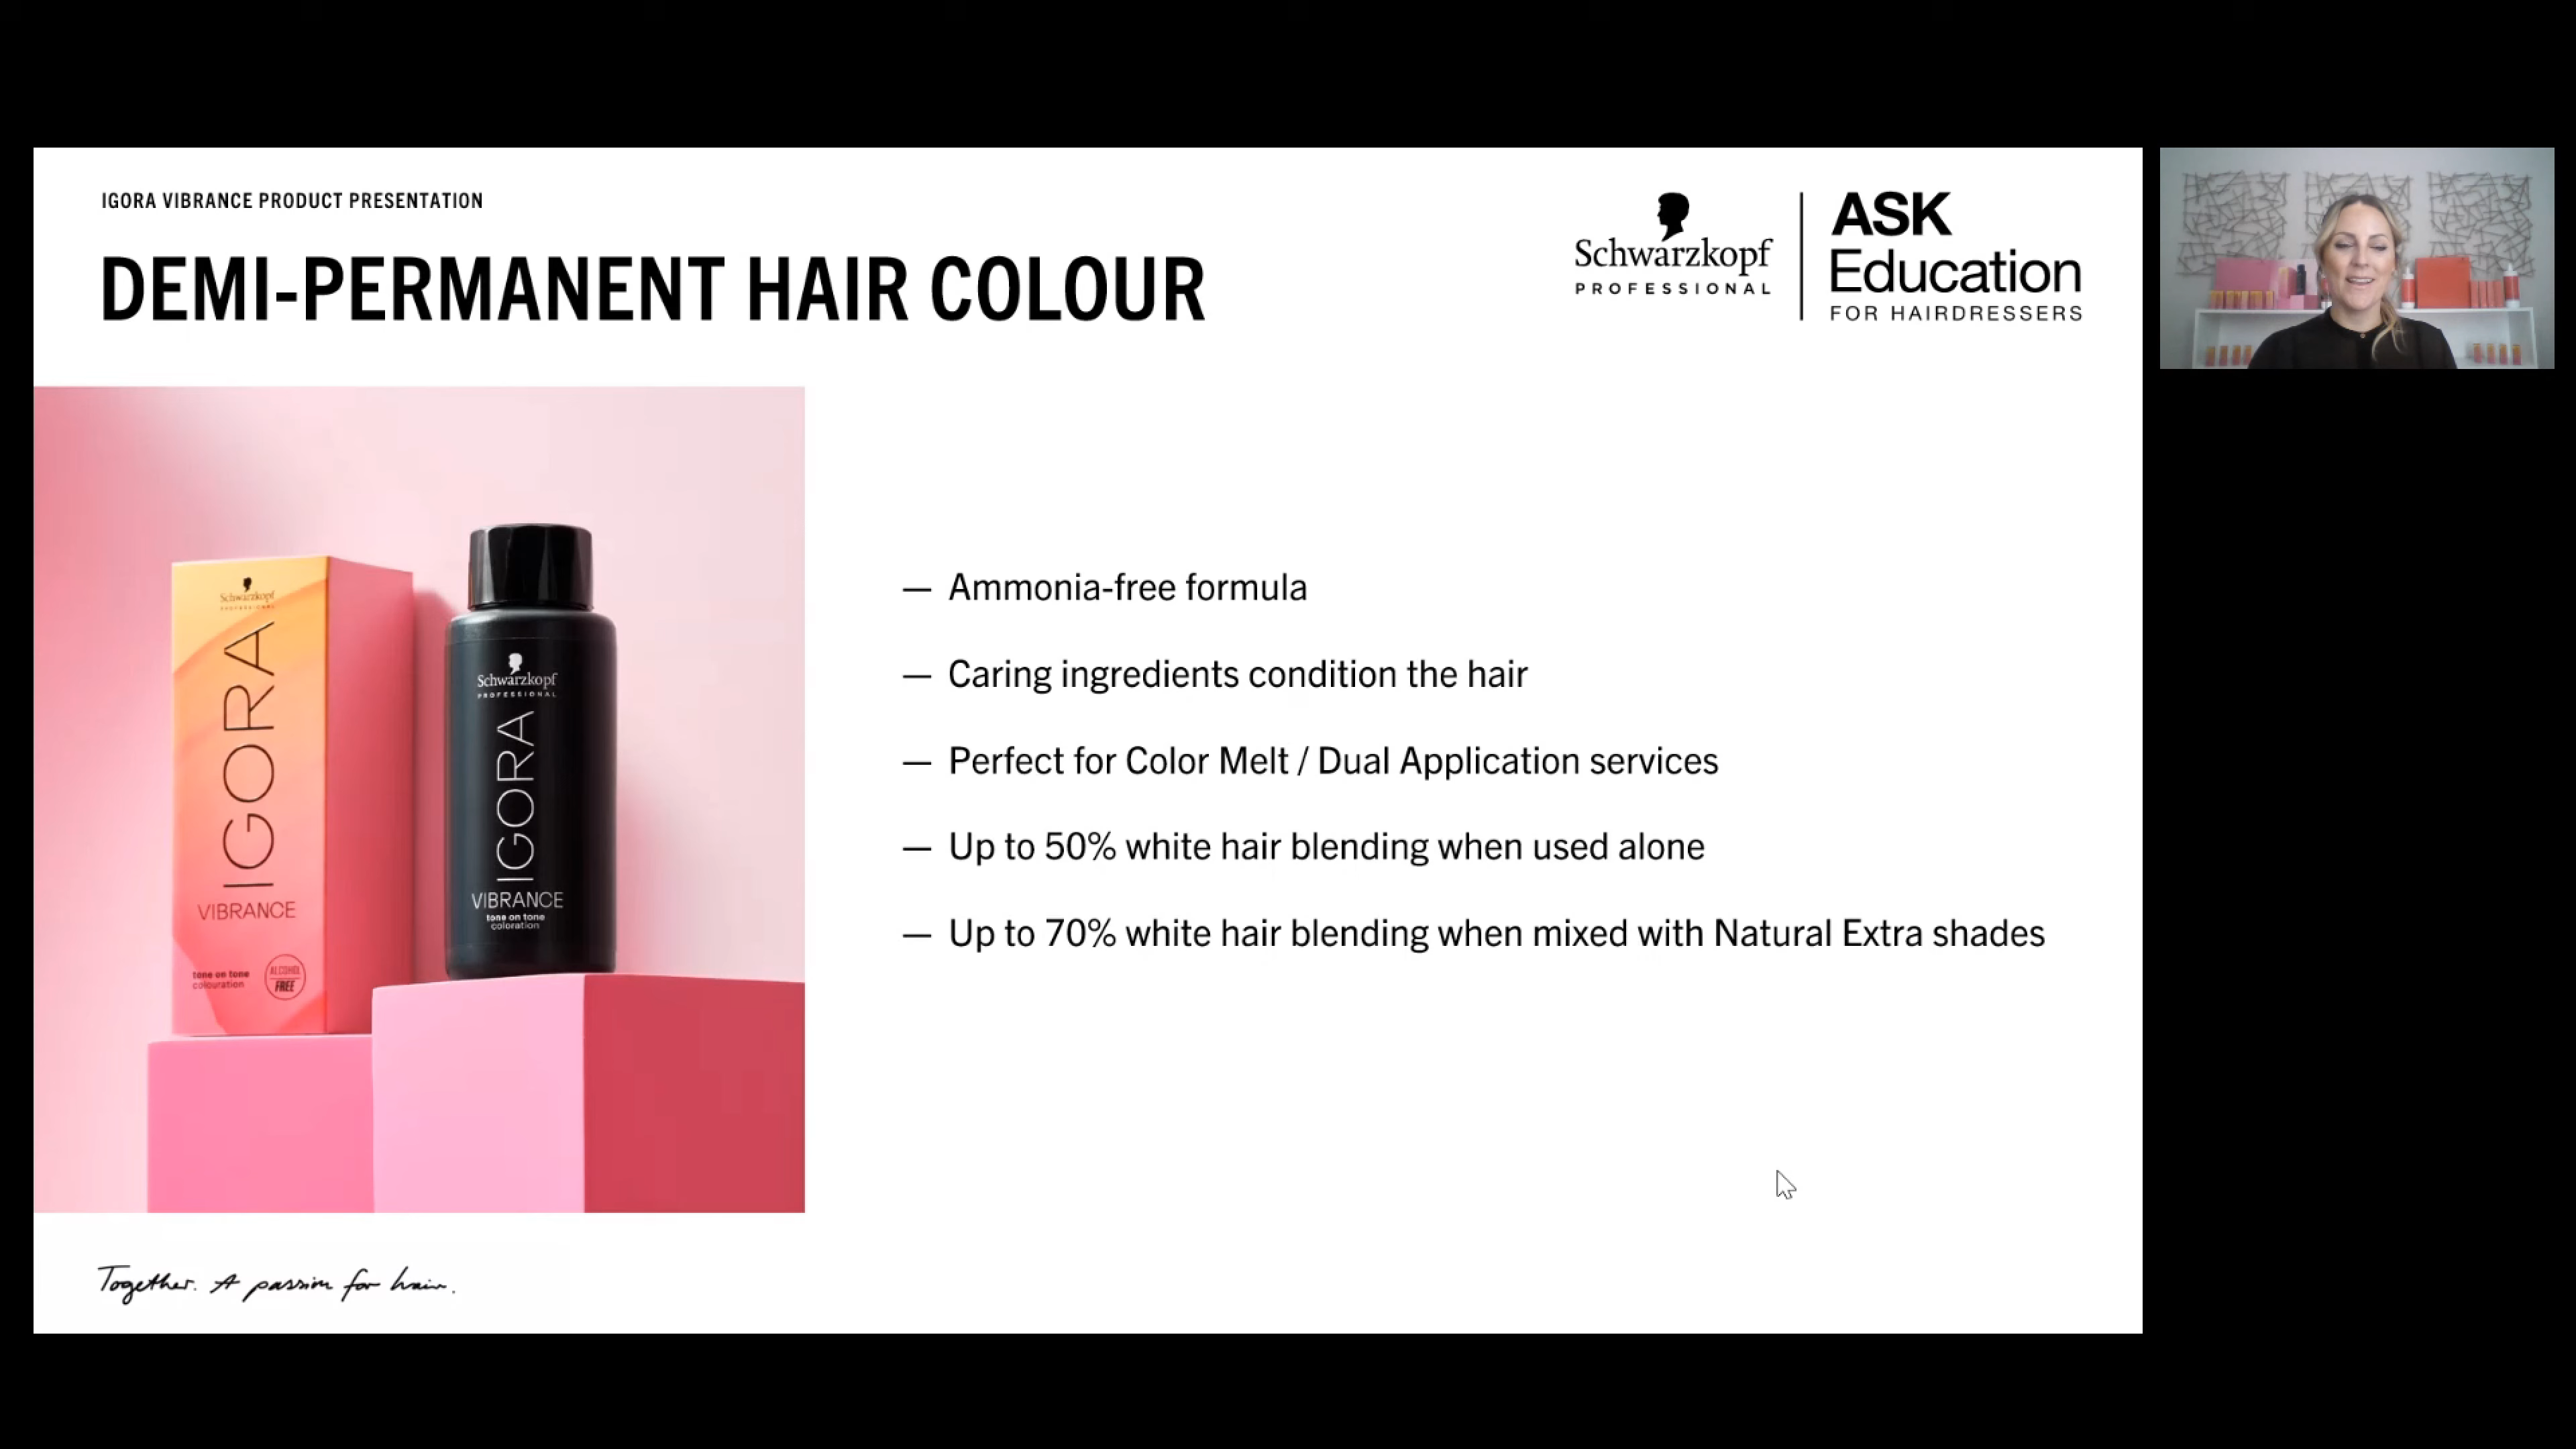 IGORA VIBRANCE PRODUCT PRESENTATION
DEMI-PERMANENT HAIR COLOUR
Schwarzkopf
PROFESSIONAL
ASK
Education
FOR HAIRDRESSERS
Schwarzkopf
PROFESSIONAL
IGORA
VIBRANCE
tone on tone
colouration
ALCOHOL
FREE
Schwarzkopf
PROFESSIONAL
IGORA
VIBRANCE
tone on tone
coloration
— Ammonia-free formula
— Caring ingredients condition the hair
— Perfect for Color Melt / Dual Application services
— Up to 50% white hair blending when used alone
— Up to 70% white hair blending when mixed with Natural Extra shades
Together. A passion for hair.